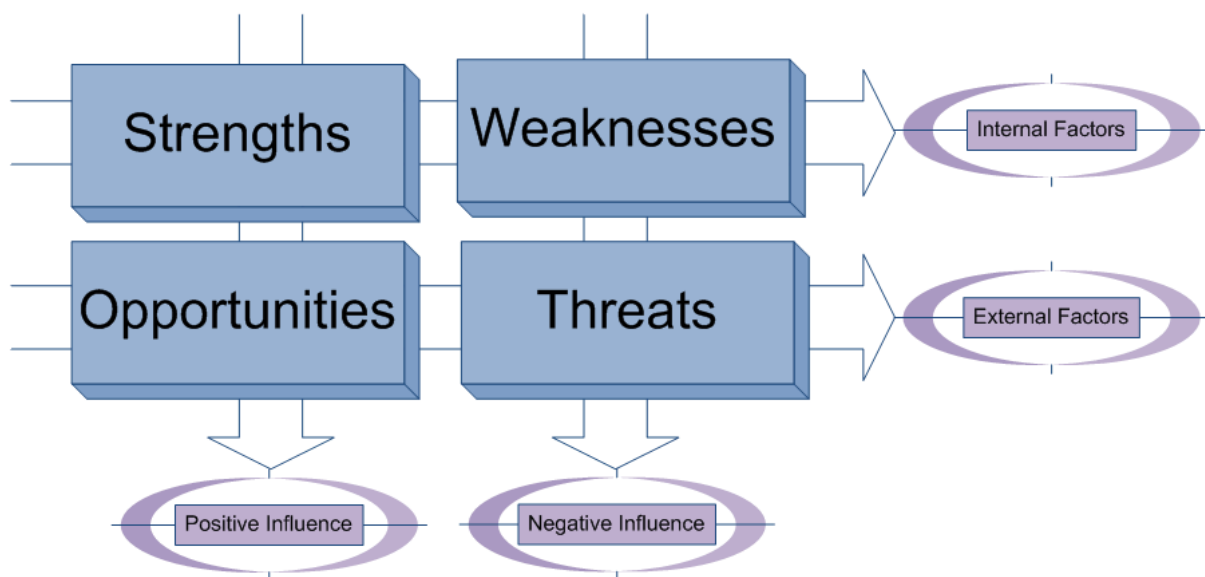 Strengths
Weaknesses
Internal Factors
Opportunities
Threats
External Factors
Positive Influence
Negative Influence